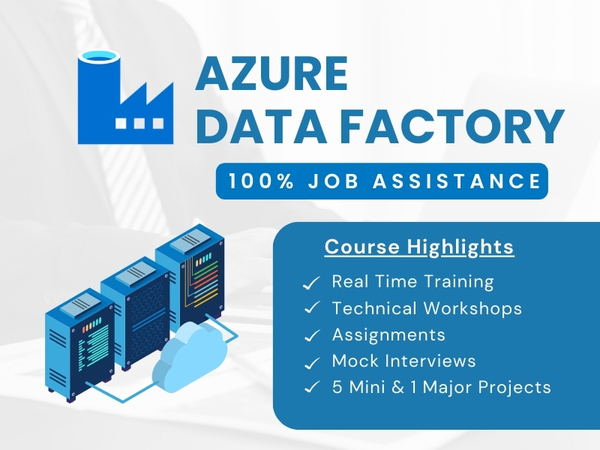 AZURE
DATA FACTORY
100% JOB ASSISTANCE
Course Highlights
Real Time Training
Technical Workshops
Assignments
Mock Interviews
5 Mini & 1 Major Projects